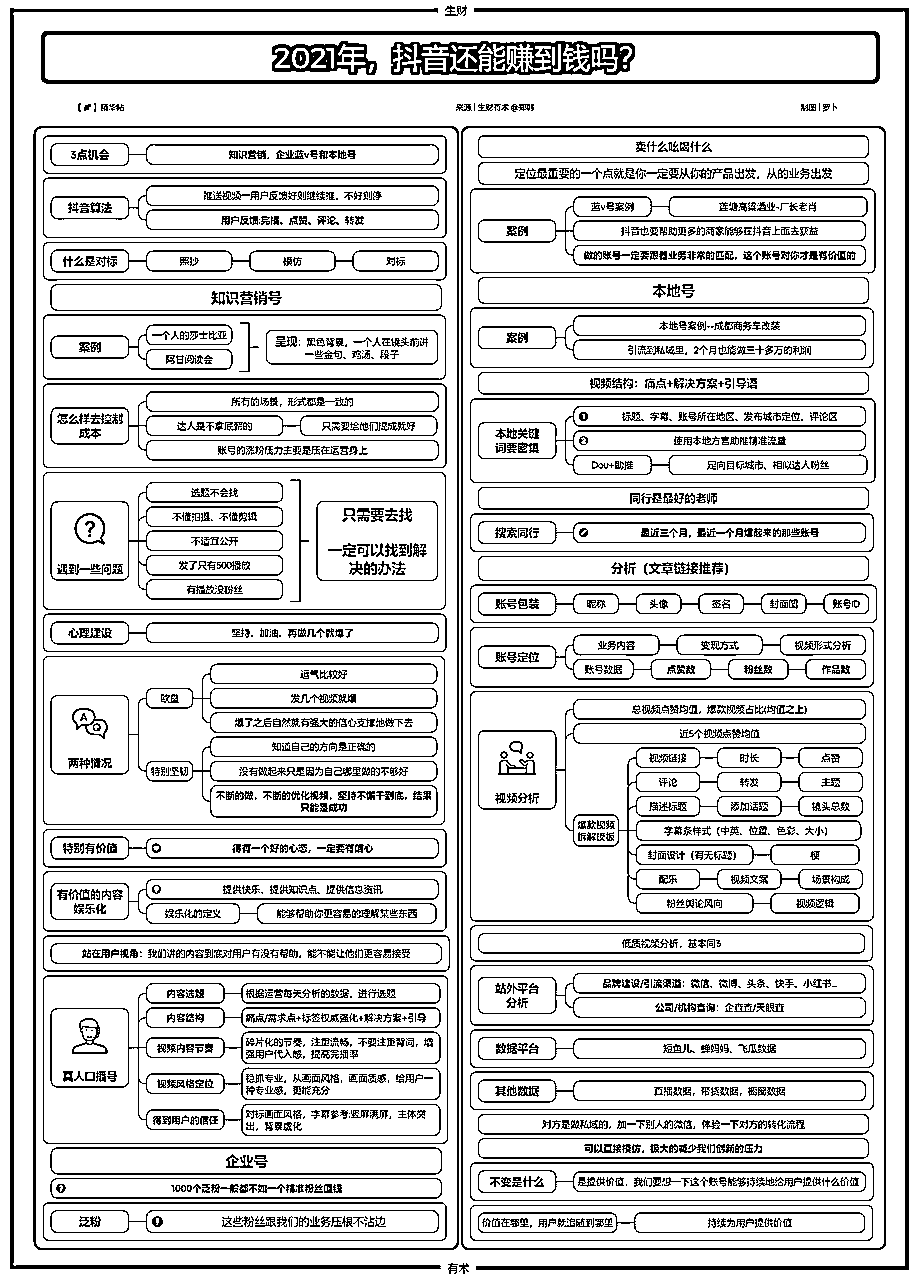 生财
2021年，抖音还能赚到钱吗？
精华帖
来源 | 生财有术
制图 | 萝卜
3点机会
知识营销，企业蓝v号和本地号
抖音算法
推送视频—用户反馈好则继续推，不好则停
用户反馈:完播、点赞、评论、转发
什么是对标
照抄
模仿
对标
知识营销号
案例
一个人的莎士比亚
阿甘阅读会
呈现：黑色背景，一个人在镜头前讲
一些金句、鸡汤、段子
怎么样去控制
成本
所有的场景，形式都是一致的
达人是不拿底薪的
只需要给他们提成就好
账号的涨粉压力主要是压在运营身上
遇到一些问题
选题不会找
不懂拍摄、不懂剪辑
不适宜公开
发了只有500播放
有播放没粉丝
只需要去找
一定可以找到解
决的办法
心理建设
坚持，加油，再做几个就爆了
两种情况
欧皇
运气比较好
发几个视频就爆
爆了之后自然就有强大的信心支撑他做下去
特别坚韧
知道自己的方向是正确的
没有做起来只是因为自己哪里做的不够好
不断的做，不断的优化视频，坚持不懈干到底，结果
只能是成功
特别有价值
得有一个好的心态，一定要有信心
有价值的内容
娱乐化
提供快乐、提供知识点、提供信息资讯
娱乐化的定义
能够帮助你更容易的理解某些东西
站在用户视角：我们讲的内容到底对用户有没有帮助，能不能让他们更容易接受
真人口播号
内容选题
根据运营每天分析的数据，进行选题
内容结构
痛点/需求点+标签权威强化+解决方案+引导
视频内容节奏
碎片化的节奏，注重流畅，不要注重背词，增
强用户代入感，提高完播率
视频风格定位
稳抓专业，从画面风格，画面质感，给用户一
种专业感，更能充分
得到用户的信任
对标画面风格，字幕参考:竖屏满屏，主体突
出，背景虚化
企业号
1000个泛粉一般都不如一个精准粉丝值钱
泛粉
这些粉丝跟我们的业务压根不沾边
卖什么吆喝什么
定位最重要的一个点就是你一定要从你的产品出发，从的业务出发
案例
蓝v号案例
莲塘高粱酒业-厂长老肖
抖音也要帮助更多的商家能够在抖音上面去获益
做的账号一定要跟着业务非常的匹配，这个账号对你才是有价值的
本地号
案例
本地号案例--成都商务车改装
引流到私域里，2个月也能做三十多万的利润
视频结构：痛点+解决方案+引导语
本地关键
词要密集
标题、字幕、账号所在地区、发布城市定位、评论区
使用本地方言助推精准流量
Dou+助推
定向目标城市、相似达人粉丝
同行是最好的老师
搜索同行
最近三个月，最近一个月爆起来的那些账号
分析（文章链接推荐）
账号包装
昵称
头像
签名
封面图
账号ID
账号定位
业务内容
变现方式
视频形式分析
账号数据
点赞数
粉丝数
作品数
视频分析
总视频点赞均值，爆款视频占比(均值之上)
近5个视频点赞均值
爆款视频
拆解模板
视频链接
时长
点赞
评论
转发
主题
描述标题
添加话题
镜头总数
字幕条样式（中英、位置、色彩、大小）
封面设计（有无标题）
梗
配乐
视频文案
场景构成
粉丝舆论风向
视频逻辑
低质视频分析，基本同3
站外平台
分析
品牌建设/引流渠道：微信、微博、头条、快手、小红书...
公司/机构查询：企查查/天眼查
数据平台
短鱼儿、蝉妈妈、飞瓜数据
其他数据
直播数据，带货数据，橱窗数据
对方是做私域的，加一下别人的微信，体验一下对方的转化流程
可以直接模仿，极大的减少我们创新的压力
不变是什么
是提供价值，我们要想一下这个账号能够持续地给用户提供什么价值
价值在哪里，用户就追随到哪里
持续为用户提供价值
有术